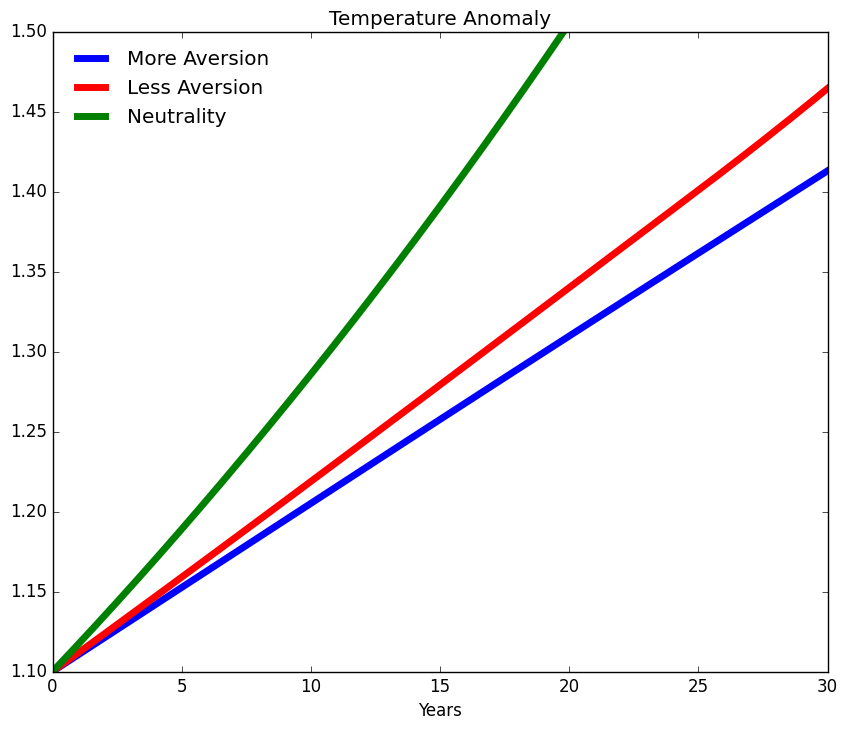 Temperature Anomaly
1.50
1.45
1.40
1.35
1.30
1.25
1.20
1.15
1.10
More Aversion
Less Aversion
Neutrality
0 5 10 15 20 25 30
Years